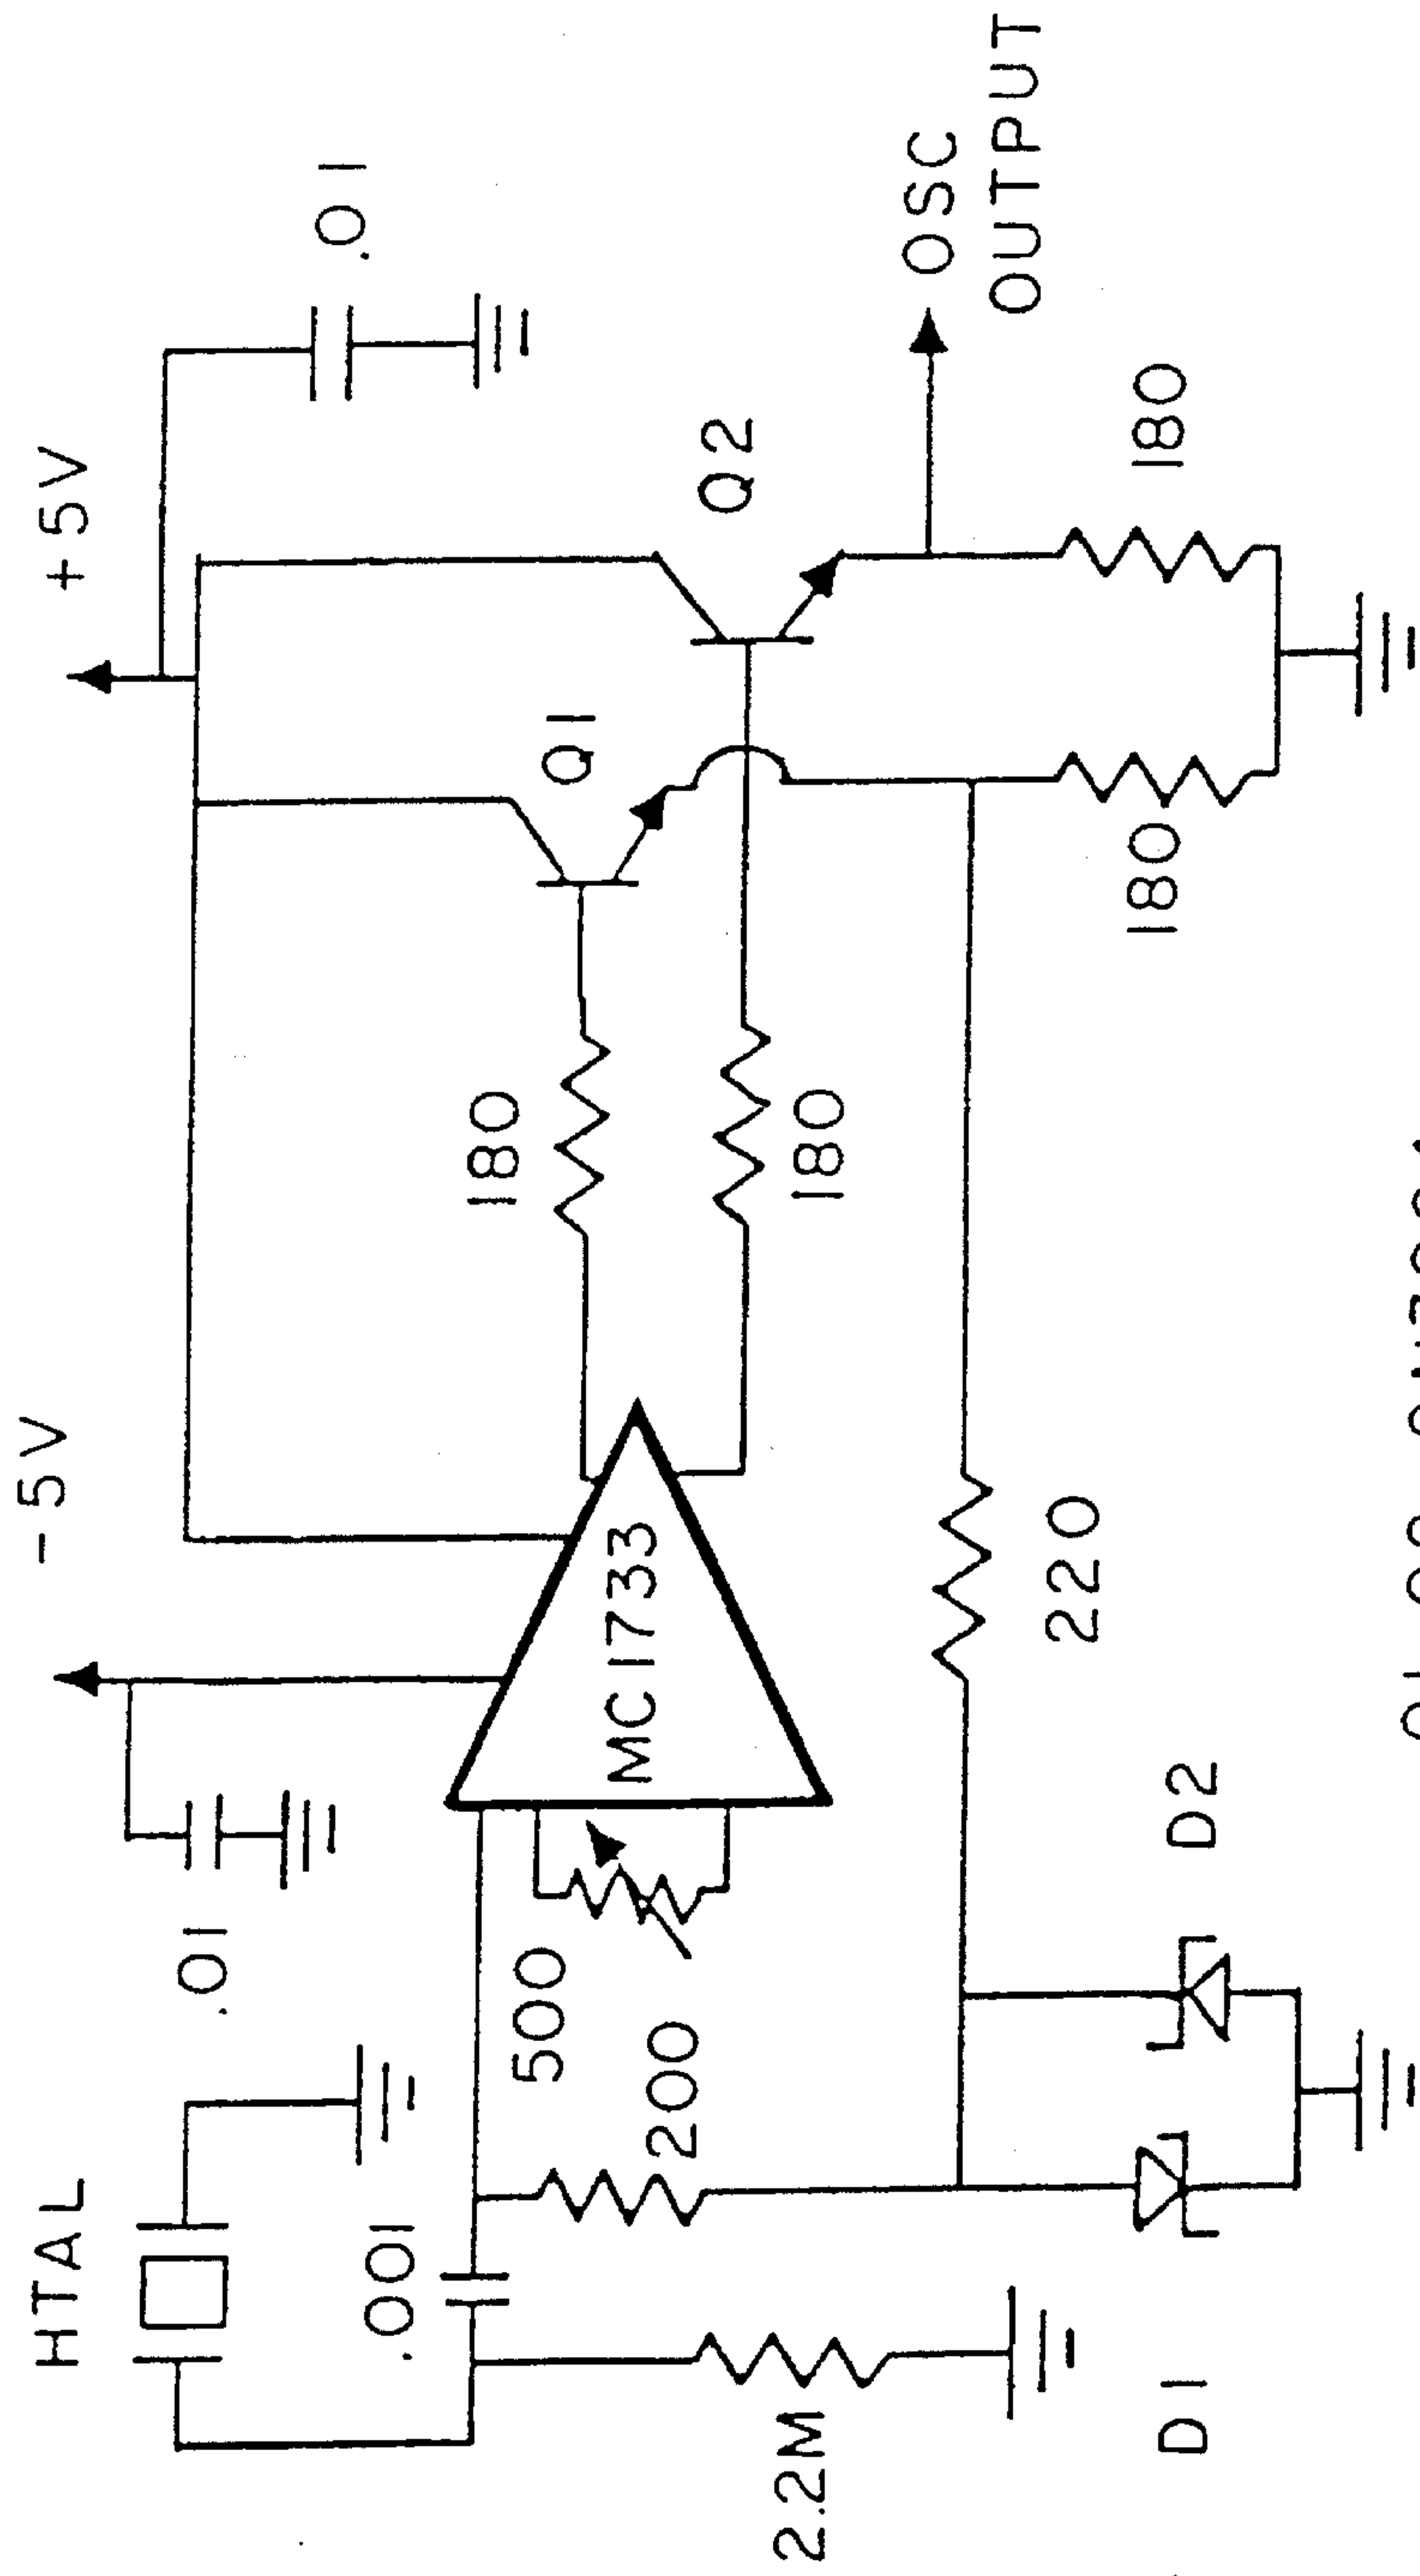 HTAL
-5V
+5V
.01
.01
.001
500
200
2.2M
MC1733
180
180
Q1
Q2
OSC
OUTPUT
220
180
180
D1
D2